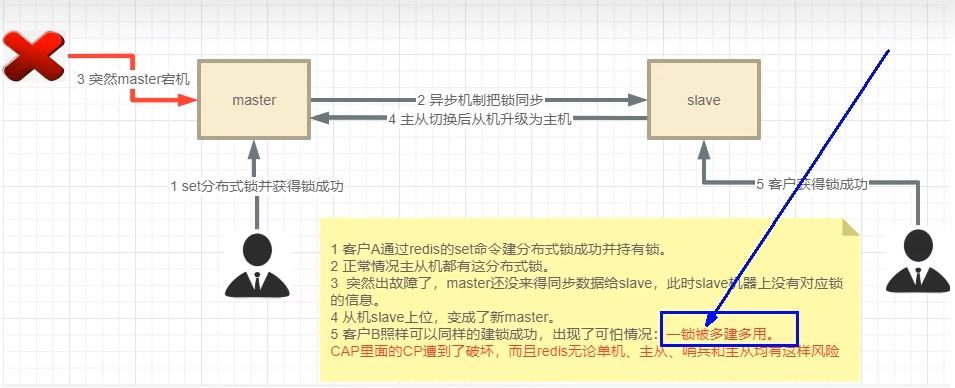 3 突然master宕机
master
2 异步机制把锁同步
4 主从切换后从机升级为主机
slave
1 set分布式锁并获得锁成功
5 客户获得锁成功
1 客户A通过redis的set命令建分布式锁成功并持有锁。
2 正常情况主从机都有这分布式锁。
3 突然出故障了，master还没来得同步数据给slave，此时slave机器上没有对应锁
的信息。
4 从机slave上位，变成了新master。
5 客户B照样可以同样的建锁成功，出现了可怕情况：一锁被多建多用。
CAP里面的CP遭到了破坏，而且redis无论单机、主从、哨兵和主从均有这样风险